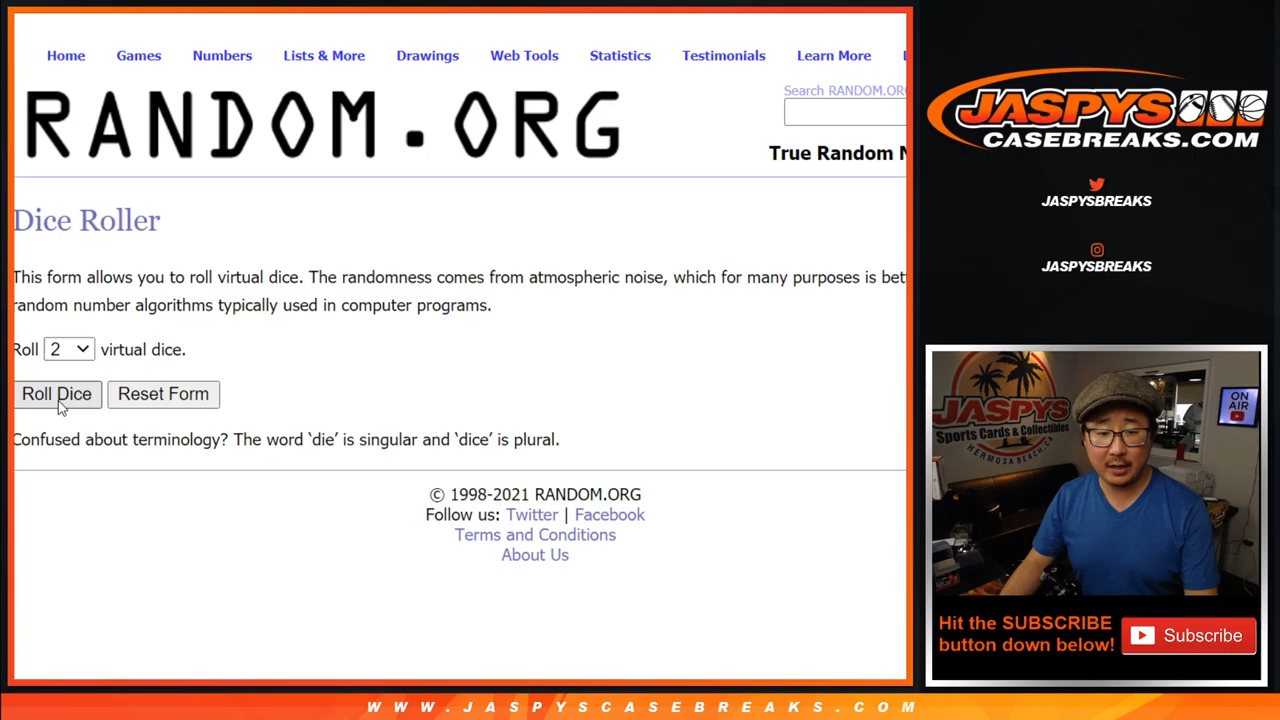 Home Games Numbers Lists & More Drawings Web Tools Statistics Testimonials Learn More
RANDOM.ORG
Search RANDOM.ORG
True Random N
Dice Roller
This form allows you to roll virtual dice. The randomness comes from atmospheric noise, which for many purposes is bet
random number algorithms typically used in computer programs.
Roll 2 virtual dice.
Roll Dice Reset Form
Confused about terminology? The word ‘die’ is singular and ‘dice’ is plural.
© 1998-2021 RANDOM.ORG
Follow us: Twitter | Facebook
Terms and Conditions
About Us
JASPYS
CASEBREAKS.COM
JASPYSBREAKS
JASPYSBREAKS
JASPYS
Sports Cards & Collectibles
HERMOSA BEACH, CA
ON
AIR
Hit the SUBSCRIBE
button down below!
Subscribe
WWW.JASPYSCASEBREAKS.COM